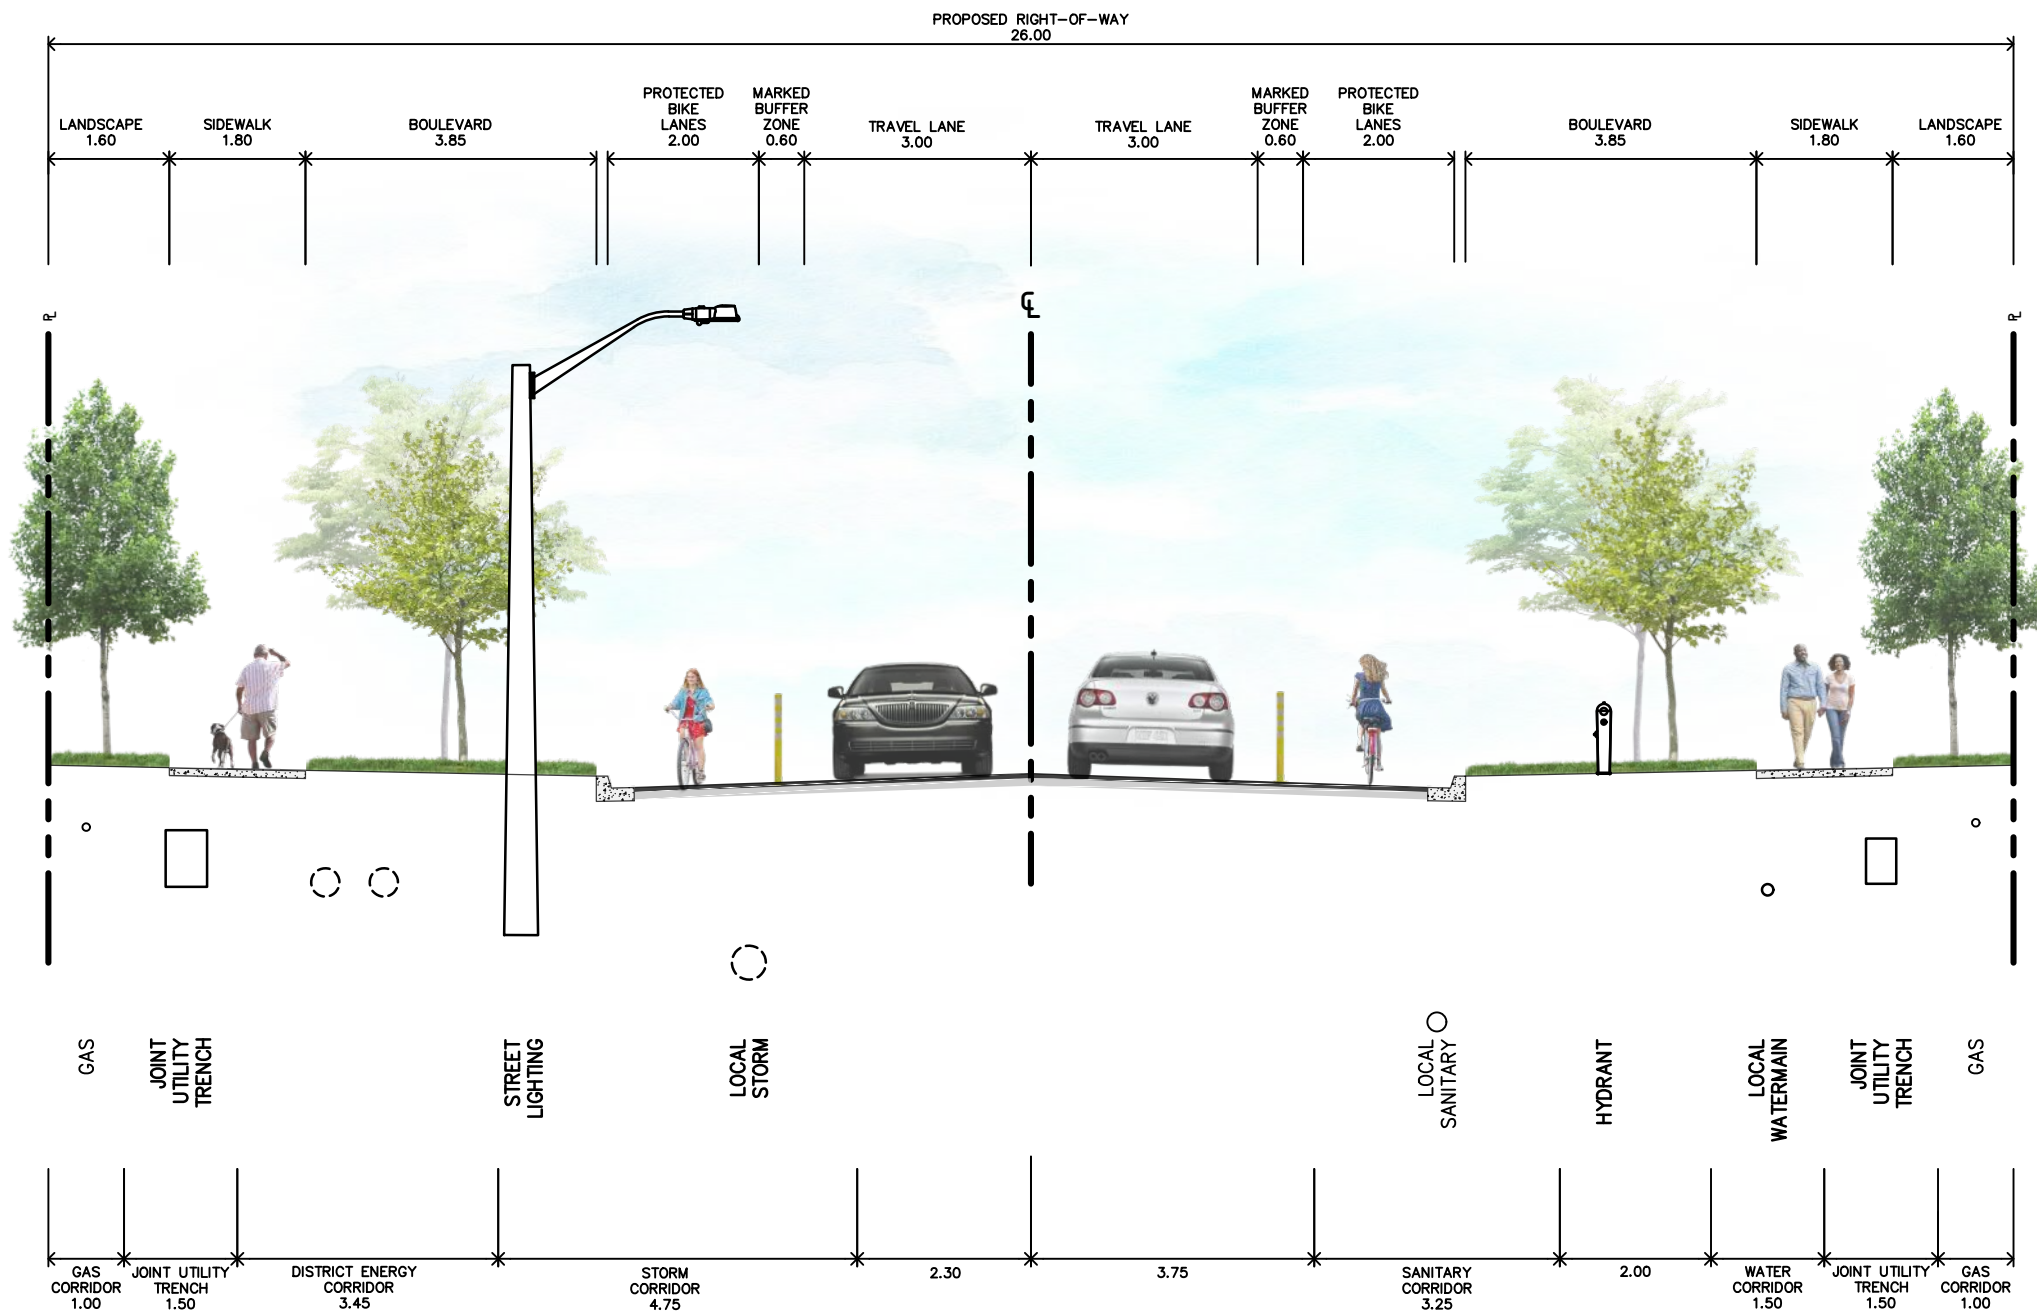 PROPOSED RIGHT-OF-WAY
26.00
LANDSCAPE
1.60
SIDEWALK
1.80
BOULEVARD
3.85
PROTECTED
BIKE
LANES
2.00
MARKED
BUFFER
ZONE
0.60
TRAVEL LANE
3.00
TRAVEL LANE
3.00
MARKED
BUFFER
ZONE
0.60
PROTECTED
BIKE
LANES
2.00
BOULEVARD
3.85
SIDEWALK
1.80
LANDSCAPE
1.60
PL
CL
PL
GAS
JOINT
UTILITY
TRENCH
STREET
LIGHTING
LOCAL
STORM
LOCAL
SANITARY
HYDRANT
LOCAL
WATERMAIN
JOINT
UTILITY
TRENCH
GAS
GAS
CORRIDOR
1.00
JOINT UTILITY
TRENCH
1.50
DISTRICT ENERGY
CORRIDOR
3.45
STORM
CORRIDOR
4.75
2.30
3.75
SANITARY
CORRIDOR
3.25
2.00
WATER
CORRIDOR
1.50
JOINT UTILITY
TRENCH
1.50
GAS
CORRIDOR
1.00